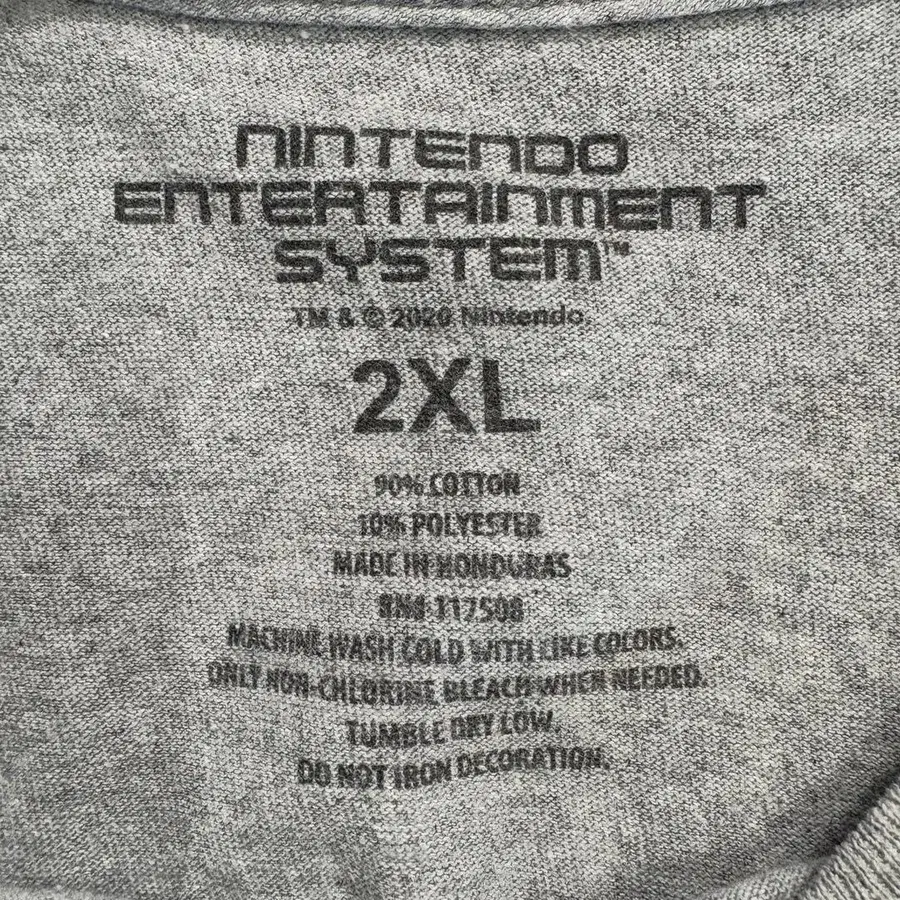 NINTENDO
ENTERTAINMENT
SYSTEM™
TM & © 2020 Nintendo.
2XL
90% COTTON
10% POLYESTER
MADE IN HONDURAS
RN# 117508
MACHINE WASH COLD WITH LIKE COLORS.
ONLY NON-CHLORINE BLEACH WHEN NEEDED.
TUMBLE DRY LOW.
DO NOT IRON DECORATION.